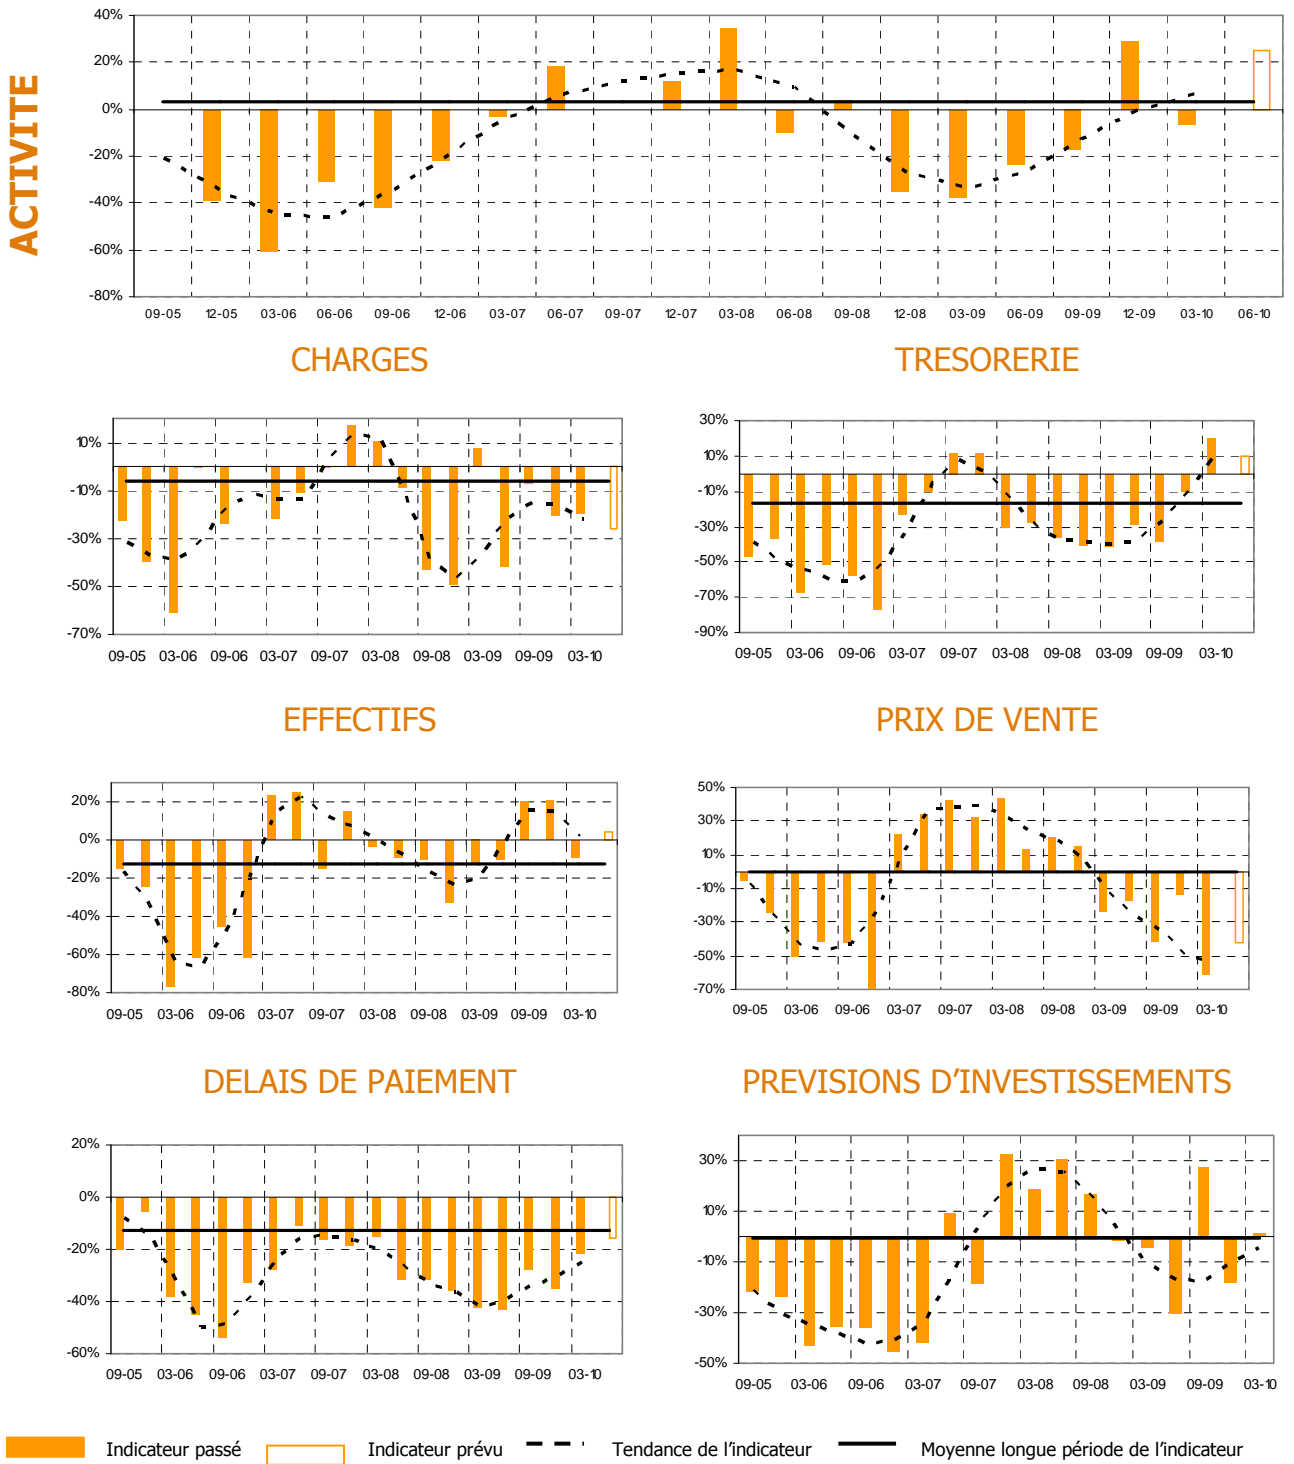 ACTIVITE
40%
20%
0%
-20%
-40%
-60%
-80%
09-05 12-05 03-06 06-06 09-06 12-06 03-07 06-07 09-07 12-07 03-08 06-08 09-08 12-08 03-09 06-09 09-09 12-09 03-10 06-10
CHARGES
10%
-10%
-30%
-50%
-70%
09-05 03-06 09-06 03-07 09-07 03-08 09-08 03-09 09-09 03-10
TRESORERIE
30%
10%
-10%
-30%
-50%
-70%
-90%
09-05 03-06 09-06 03-07 09-07 03-08 09-08 03-09 09-09 03-10
EFFECTIFS
20%
0%
-20%
-40%
-60%
-80%
09-05 03-06 09-06 03-07 09-07 03-08 09-08 03-09 09-09 03-10
PRIX DE VENTE
50%
30%
10%
-10%
-30%
-50%
-70%
09-05 03-06 09-06 03-07 09-07 03-08 09-08 03-09 09-09 03-10
DELAIS DE PAIEMENT
20%
0%
-20%
-40%
-60%
09-05 03-06 09-06 03-07 09-07 03-08 09-08 03-09 09-09 03-10
PREVISIONS D'INVESTISSEMENTS
30%
10%
-10%
-30%
-50%
09-05 03-06 09-06 03-07 09-07 03-08 09-08 03-09 09-09 03-10
Indicateur passé Indicateur prévu Tendance de l'indicateur Moyenne longue période de l'indicateur